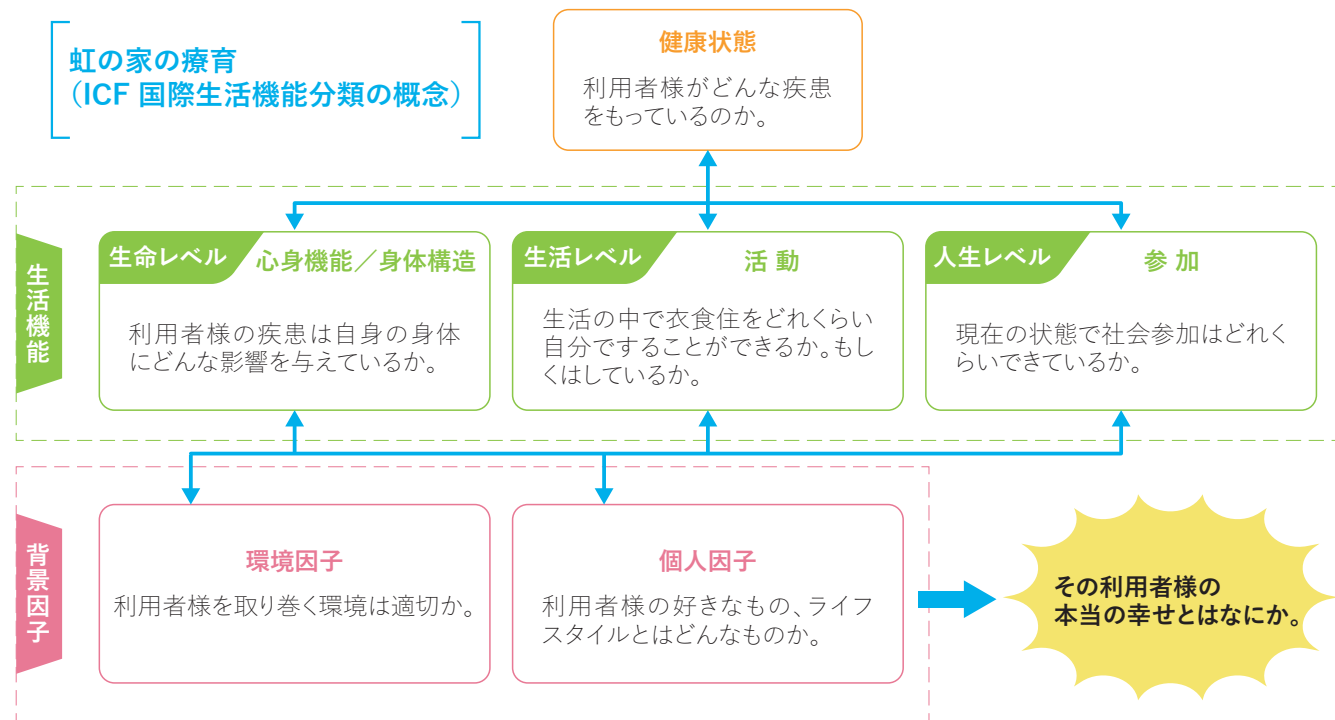 虹の家の療育
（ICF 国際生活機能分類の概念）
健康状態
利用者様がどんな疾患
をもっているのか。
生活機能
生命レベル
心身機能／身体構造
利用者様の疾患は自身の身体
にどんな影響を与えているか。
生活レベル
活 動
生活の中で衣食住をどれくらい
自分ですることができるか。もし
くはしているか。
人生レベル
参 加
現在の状態で社会参加はどれく
らいできているか。
背景因子
環境因子
利用者様を取り巻く環境は適切か。
個人因子
利用者様の好きなもの、ライフ
スタイルとはどんなものか。
その利用者様の
本当の幸せとはなにか。